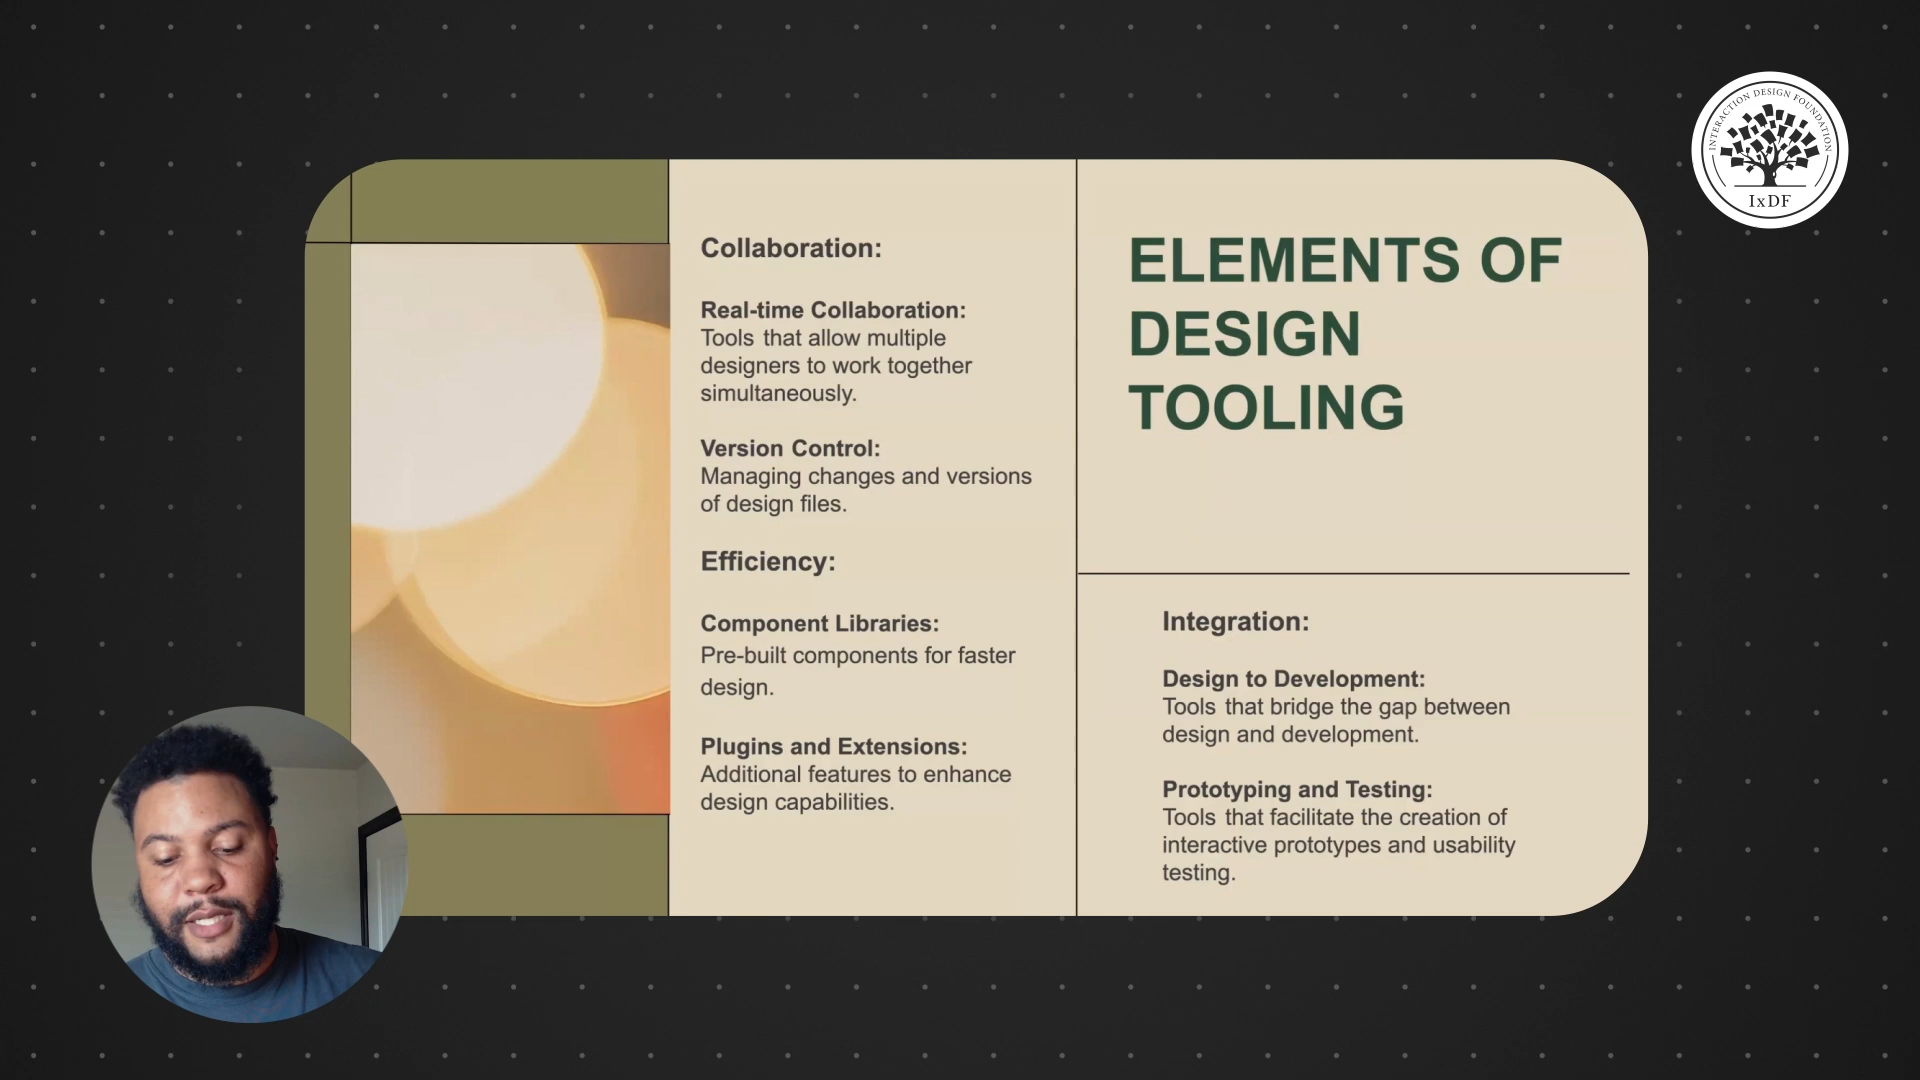 ELEMENTS OF
DESIGN
TOOLING
Collaboration:
Real-time Collaboration:
Tools that allow multiple
designers to work together
simultaneously.
Version Control:
Managing changes and versions
of design files.
Efficiency:
Component Libraries:
Pre-built components for faster
design.
Plugins and Extensions:
Additional features to enhance
design capabilities.
Integration:
Design to Development:
Tools that bridge the gap between
design and development.
Prototyping and Testing:
Tools that facilitate the creation of
interactive prototypes and usability
testing.
INTERACTION DESIGN FOUNDATION
IxDF